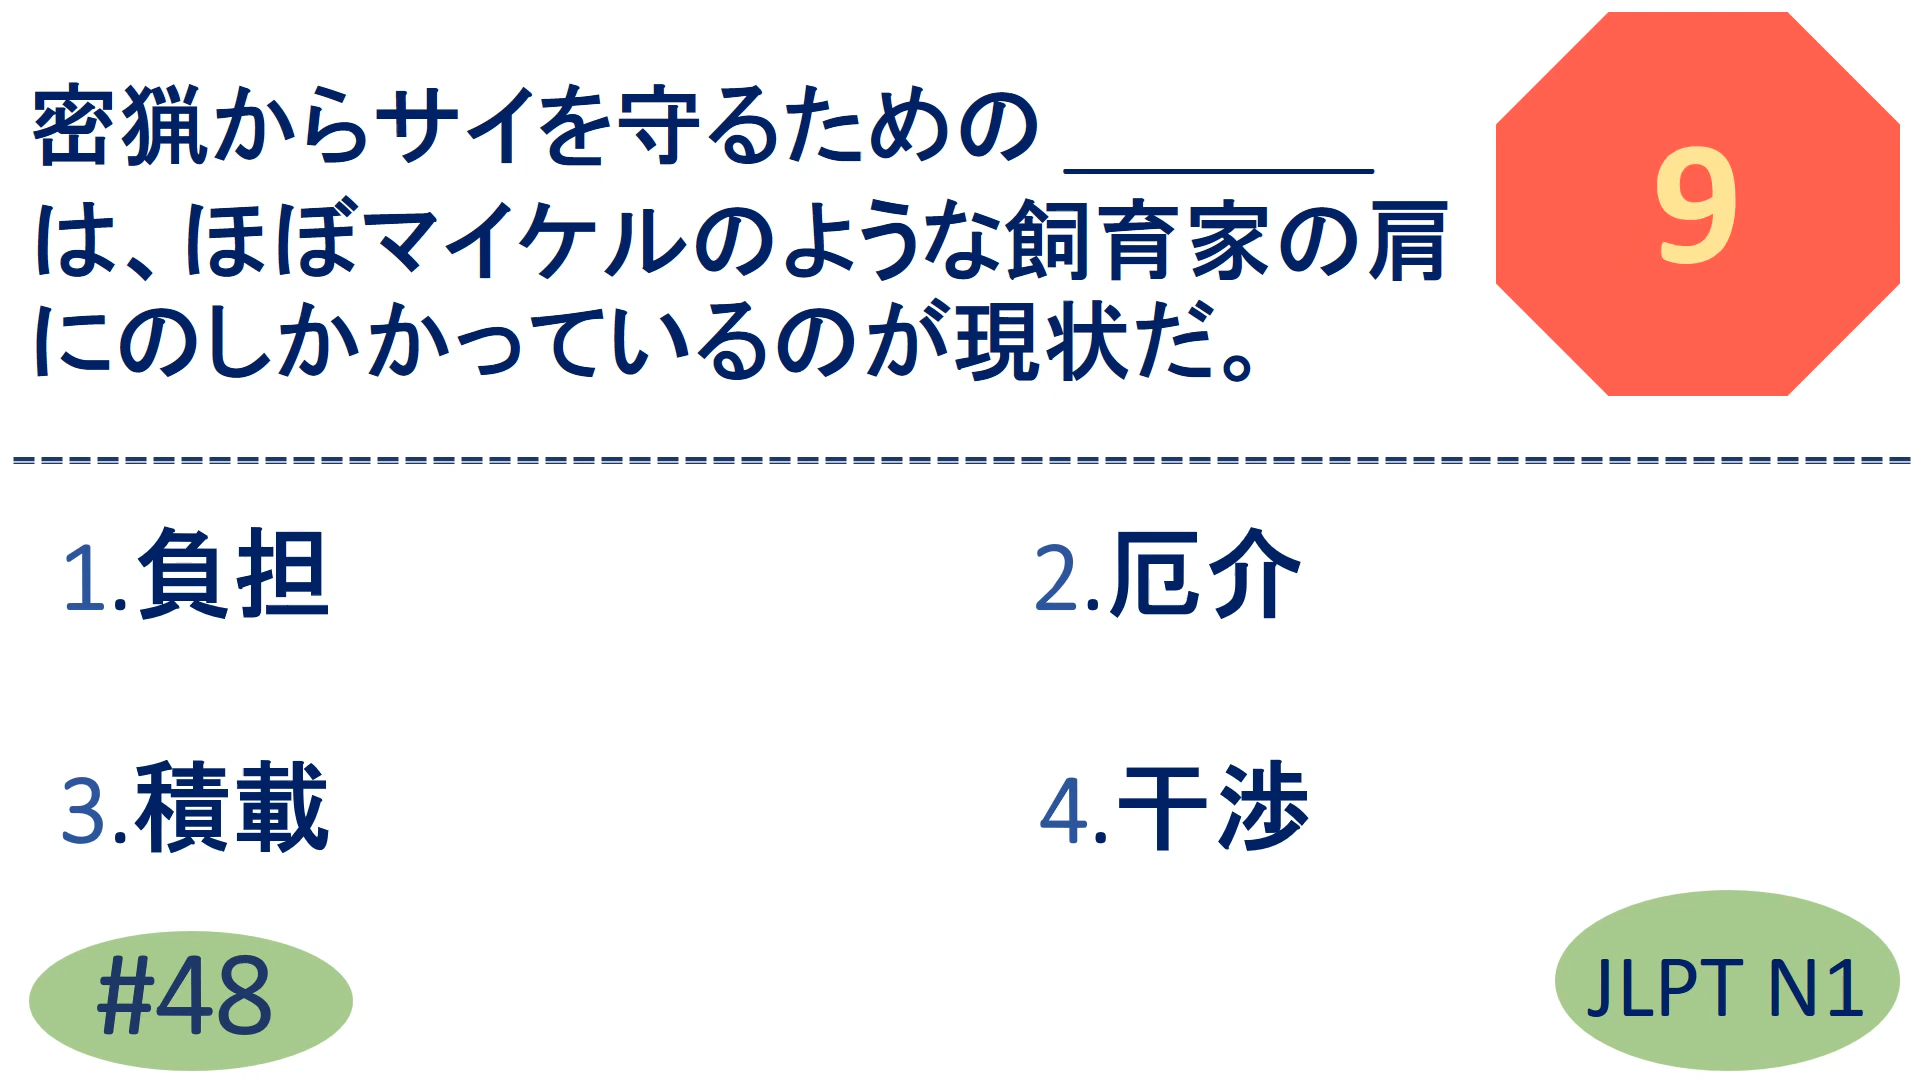 密猟からサイを守るための ________
は、ほぼマイケルのような飼育家の肩
にのしかかっているのが現状だ。
9
1.負担
2.厄介
3.積載
4.干渉
#48
JLPT N1